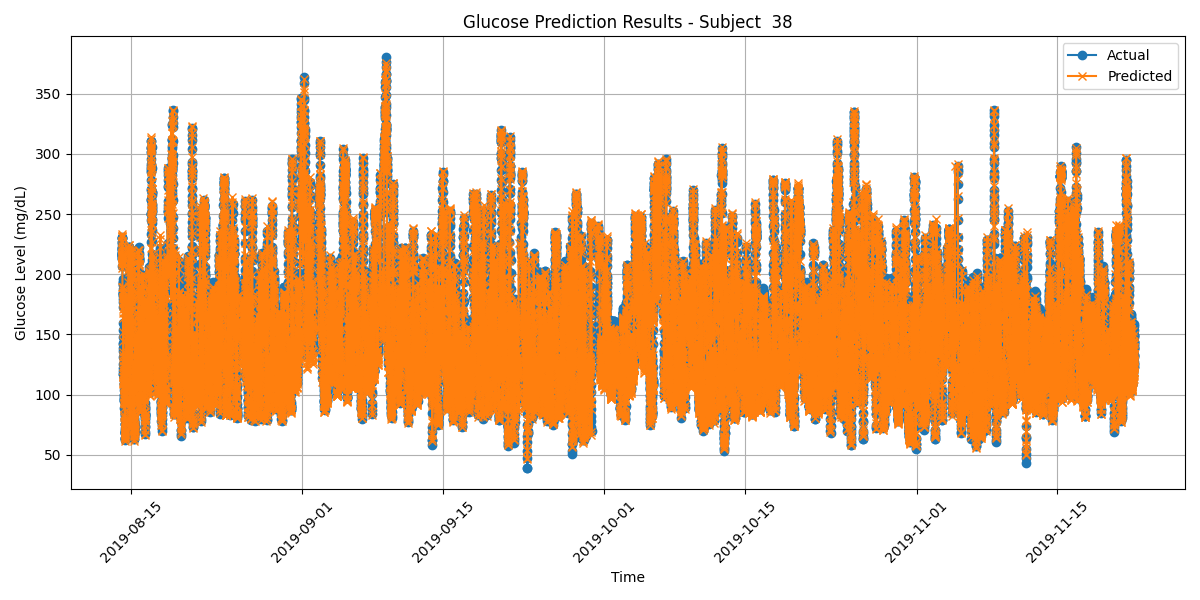 Glucose Prediction Results - Subject  38
Actual
Predicted
Glucose Level (mg/dL)
350
300
250
200
150
100
50
2019-08-15
2019-09-01
2019-09-15
2019-10-01
2019-10-15
2019-11-01
2019-11-15
Time